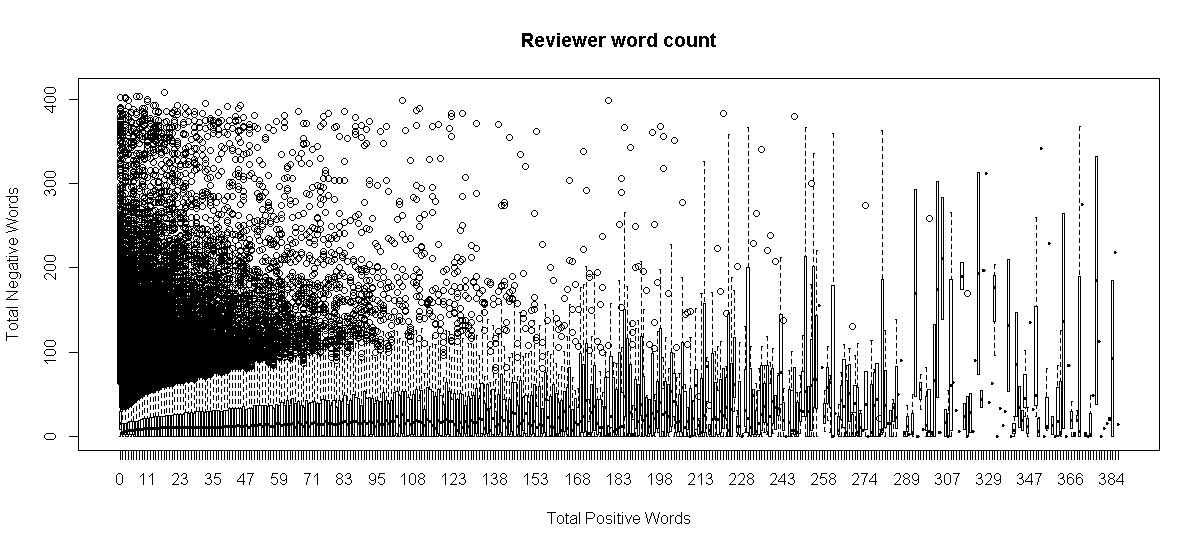 Reviewer word count
Total Negative Words
400
300
200
100
0
0 11 23 35 47 59 71 83 95 108 123 138 153 168 183 198 213 228 243 258 274 289 307 329 347 366 384
Total Positive Words